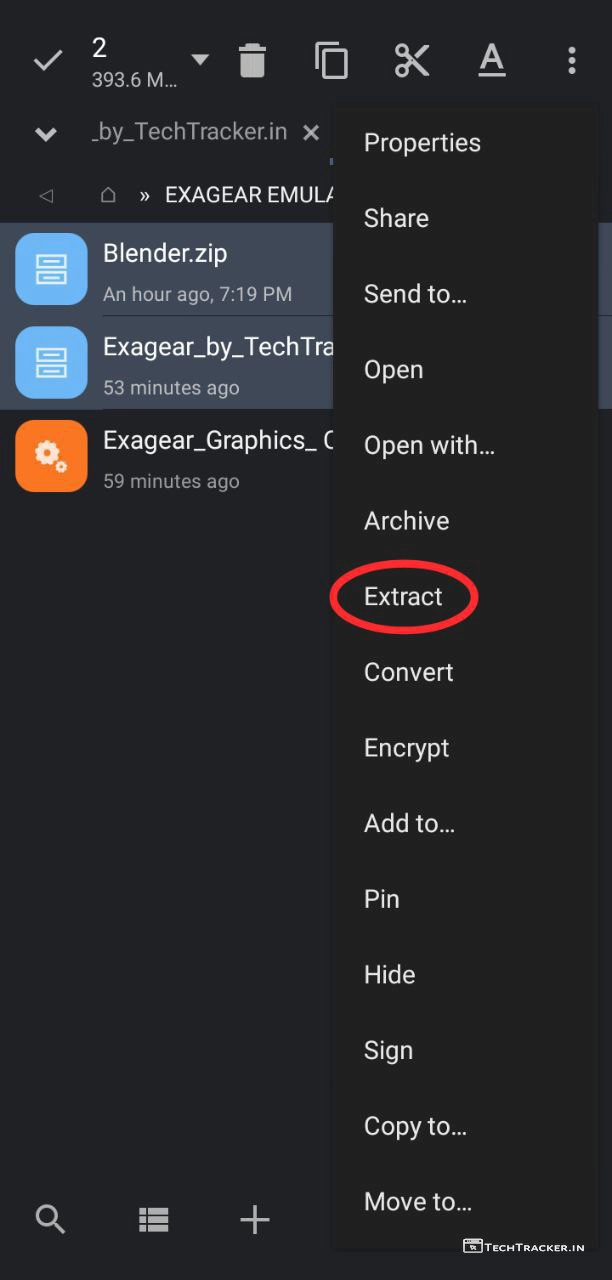 2
393.6 M...
_by_TechTracker.in
» EXAGEAR EMULA
Blender.zip
An hour ago, 7:19 PM
Exagear_by_TechTra
53 minutes ago
Exagear_Graphics_
59 minutes ago
Properties
Share
Send to...
Open
Open with...
Archive
Extract
Convert
Encrypt
Add to...
Pin
Hide
Sign
Copy to...
Move to...
TECHTRACKER.IN